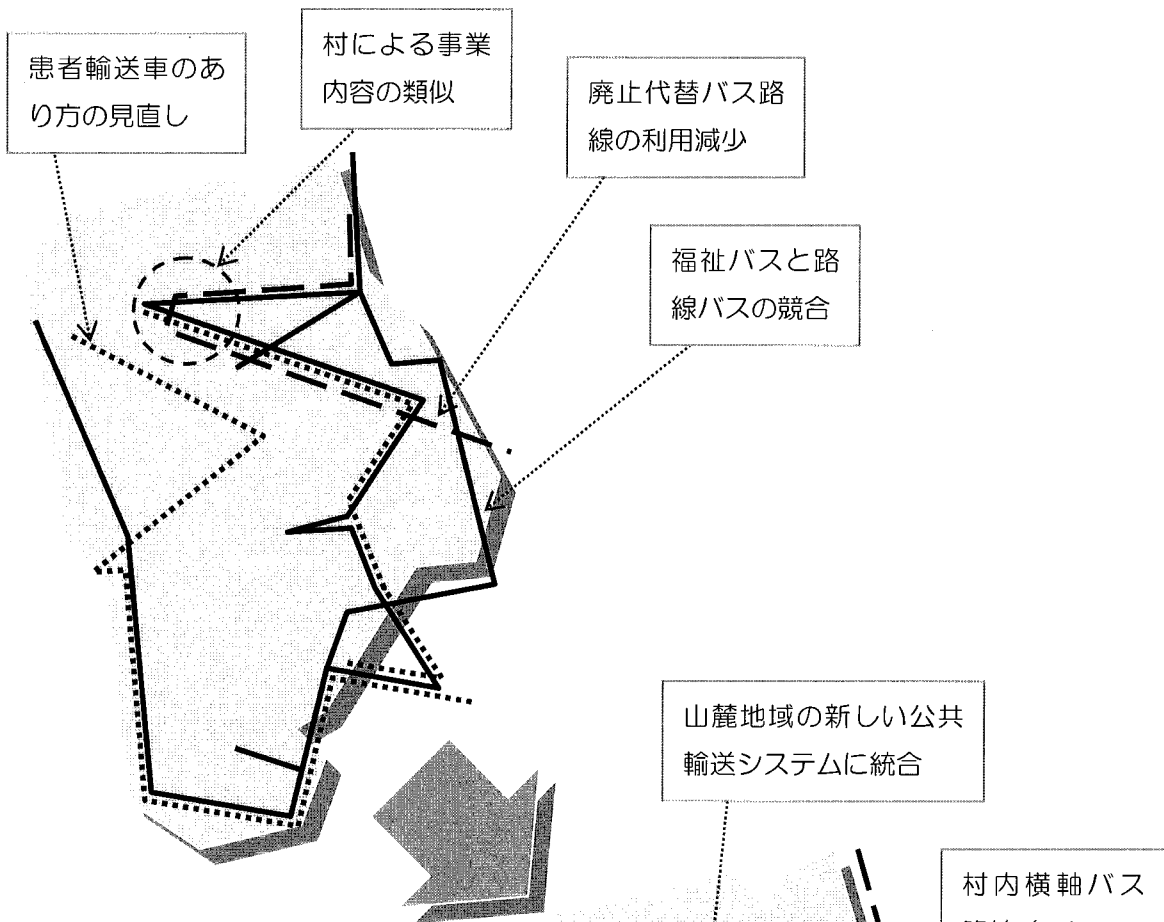 患者輸送車のあ
り方の見直し
村による事業
内容の類似
廃止代替バス路
線の利用減少
福祉バスと路
線バスの競合
山麓地域の新しい公共
輸送システムに統合
村内横軸バス